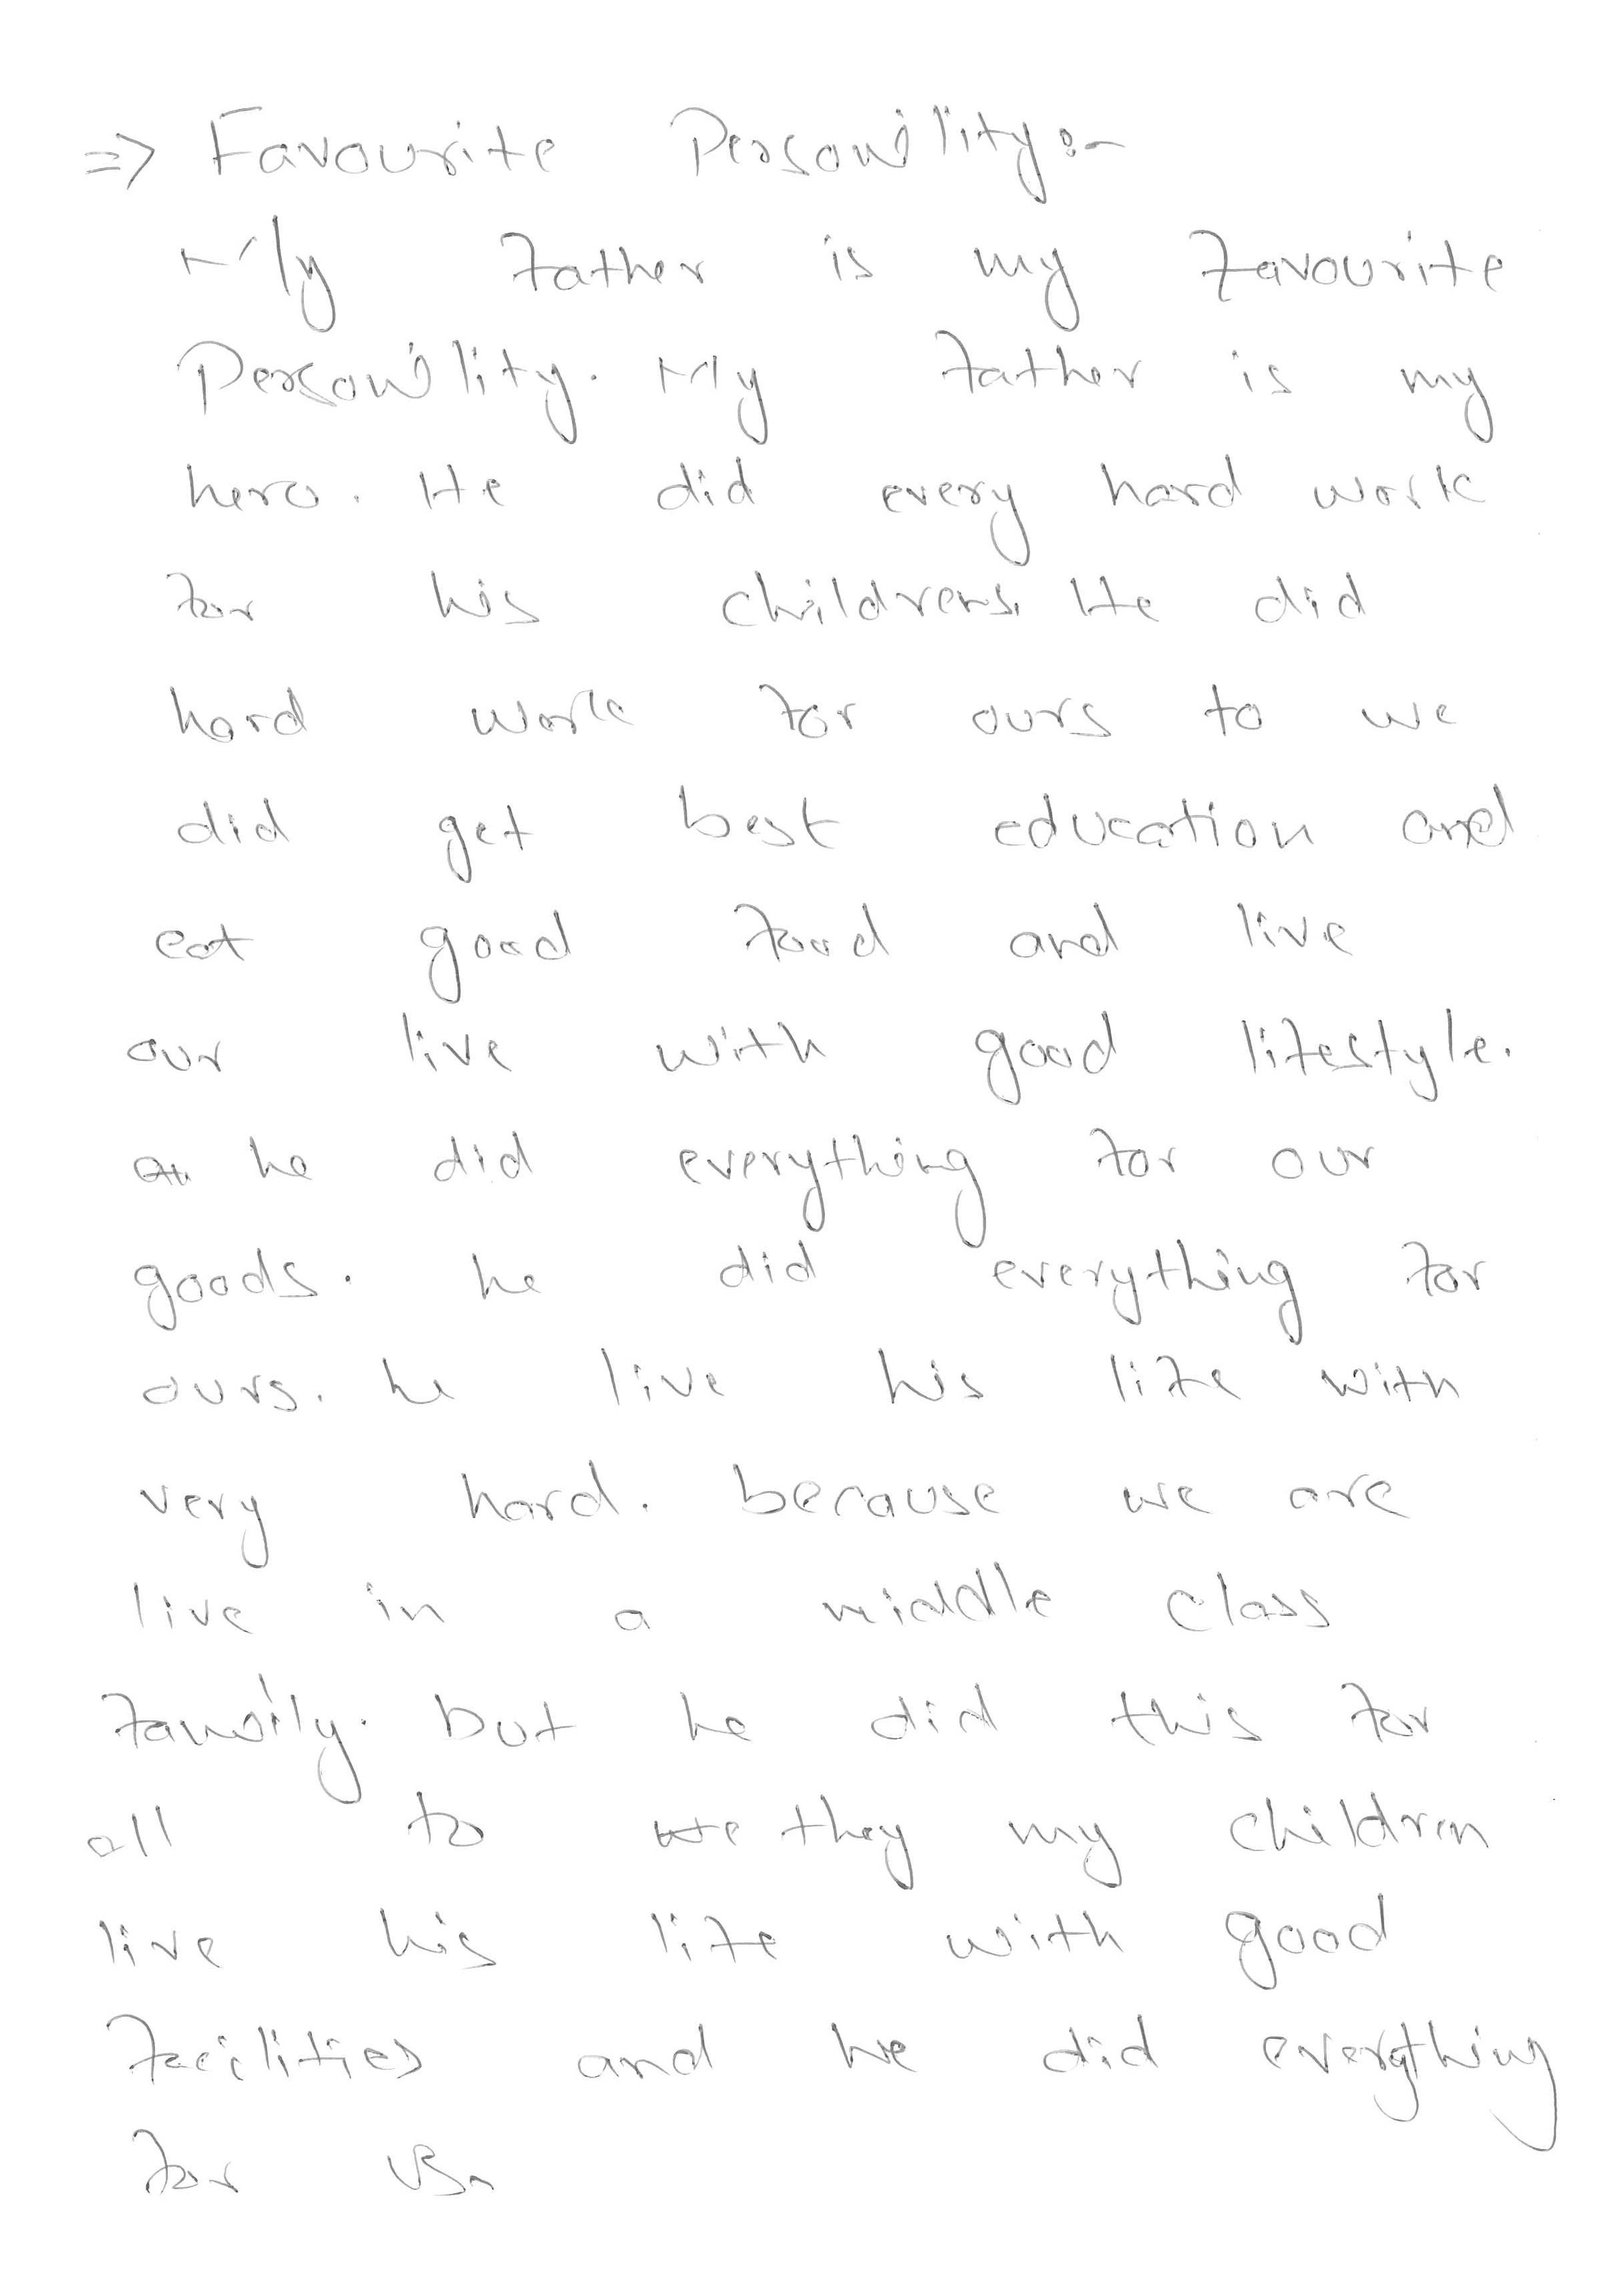 => Favourite Personility:-
My father is my favourite
Personility. My father is my
hero. He did every hard work
for his childrens. He did
hard work for ours to we
did get best education and
eat good food and live
our live with good lifestyle.
he did everything for our
goods. he did everything for
ours. he live his life with
very hard. because we are
live in a middle class
family. but he did this for
all to we they my children
live his life with good
facilities and he did everything
for us.